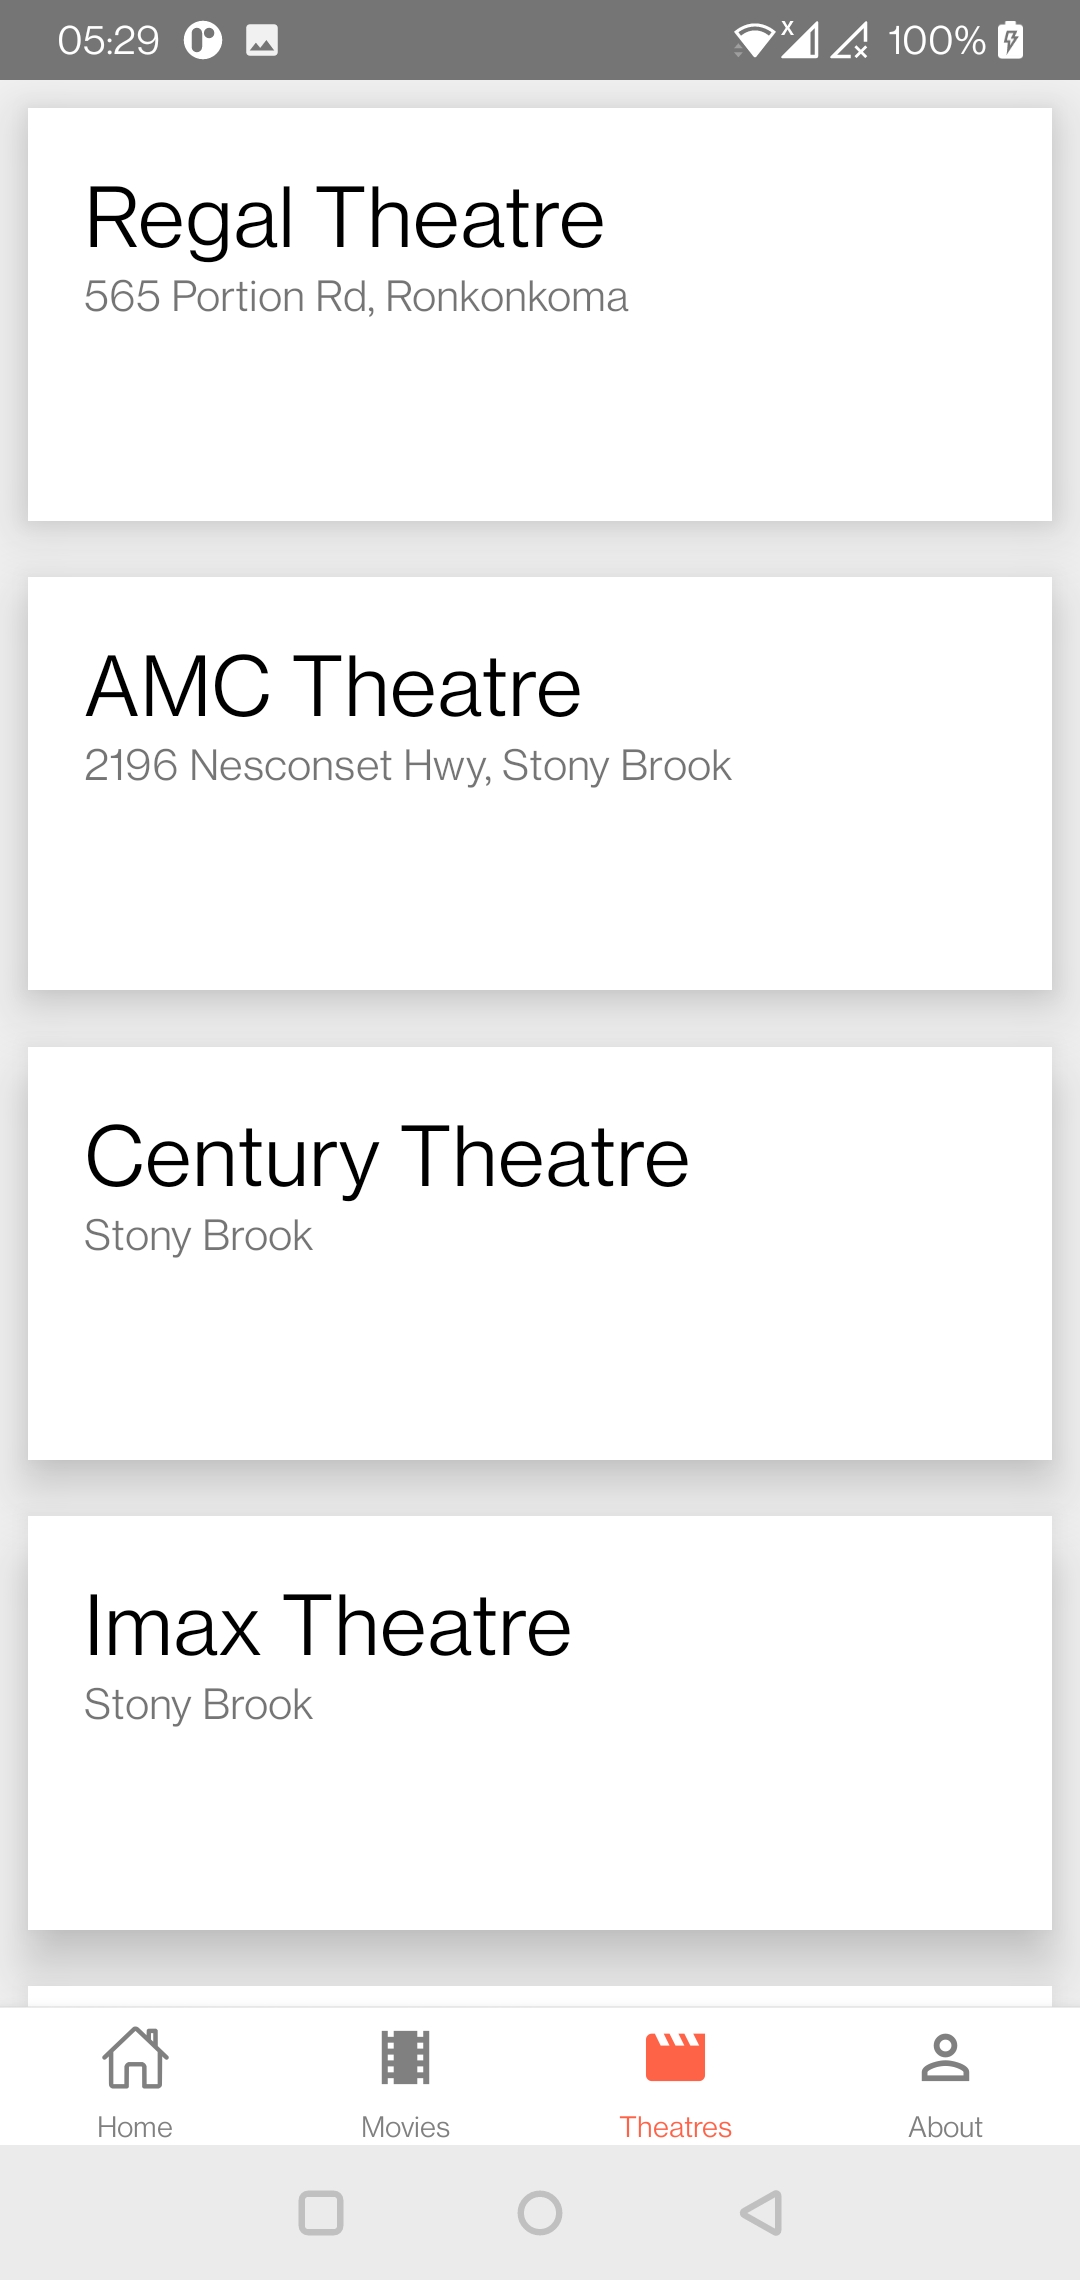 05:29 100%
Regal Theatre
565 Portion Rd, Ronkonkoma
AMC Theatre
2196 Nesconset Hwy, Stony Brook
Century Theatre
Stony Brook
Imax Theatre
Stony Brook
Home Movies Theatres About